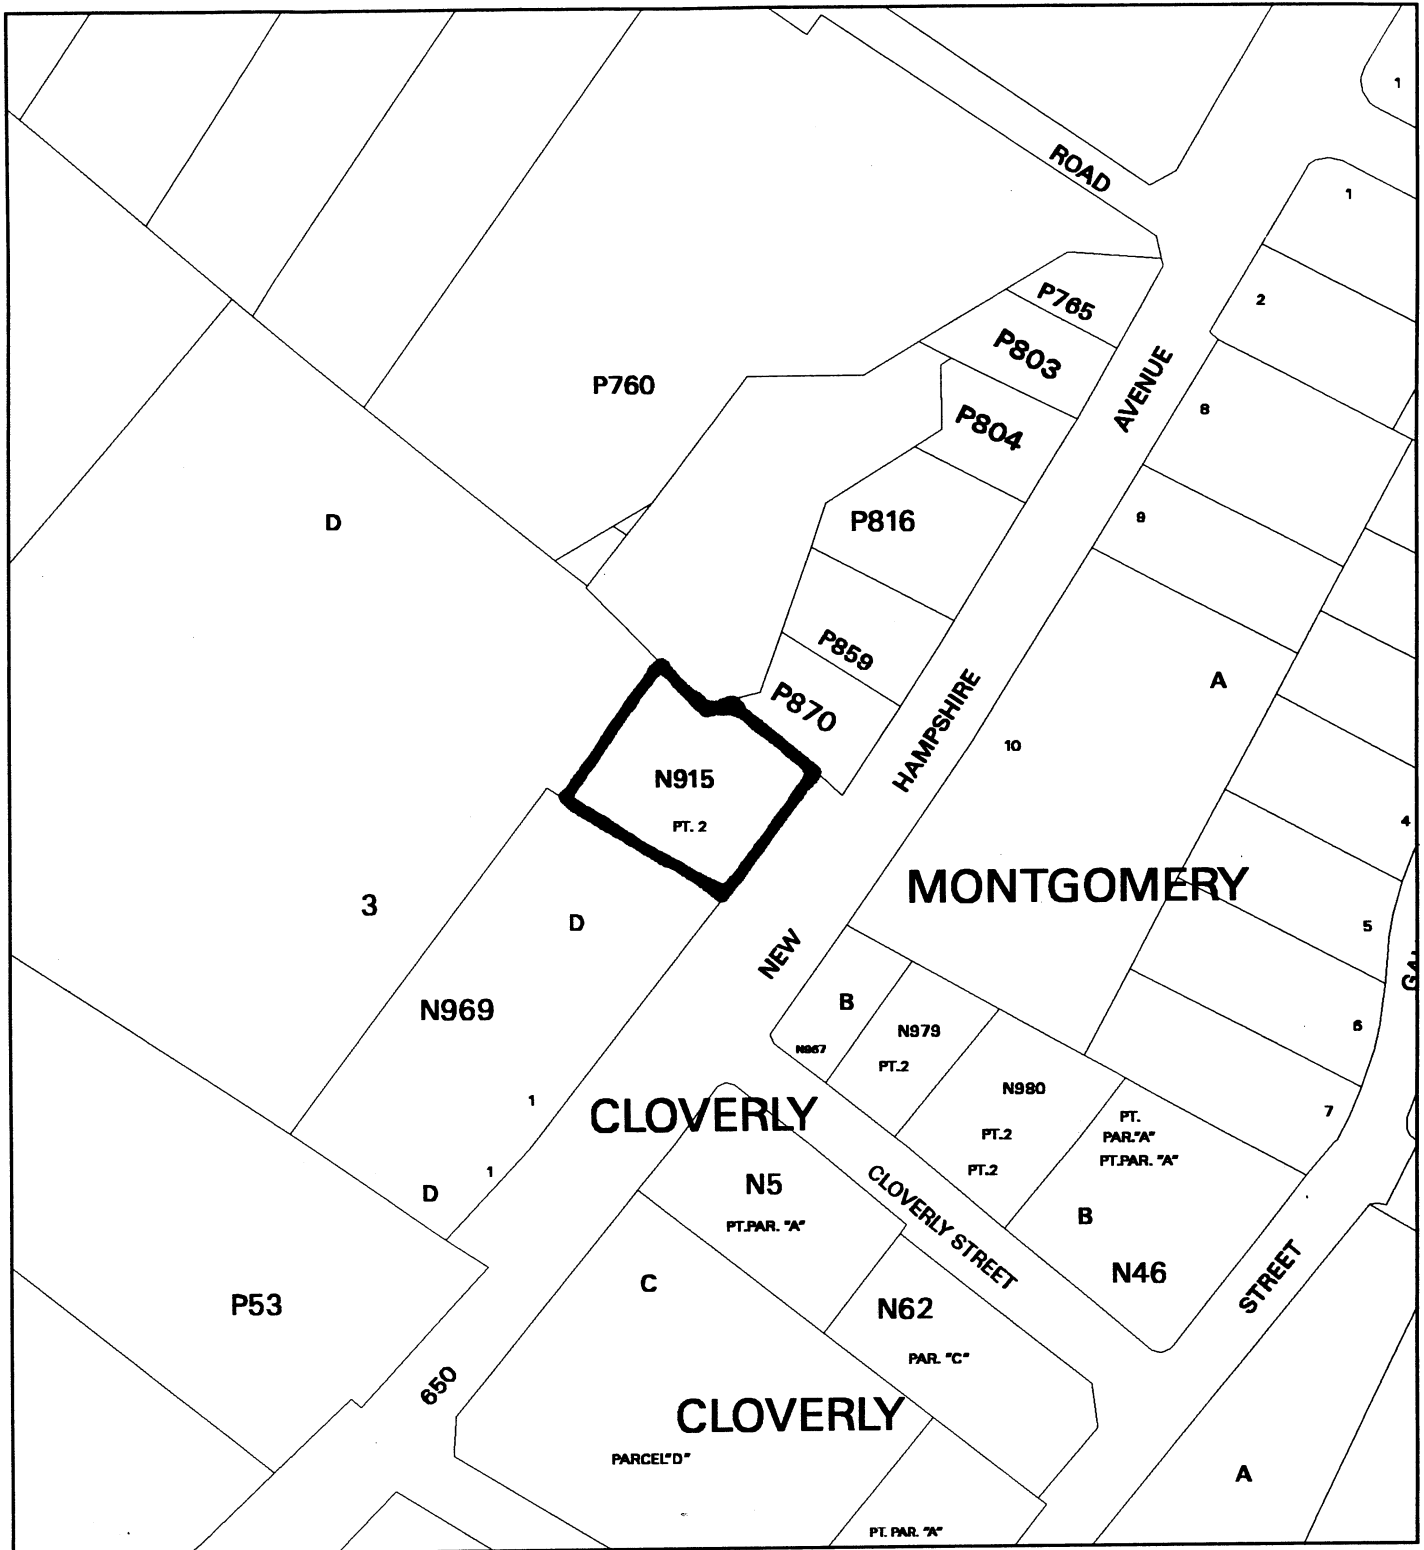 1
ROAD
1
P765
2
P803
AVENUE
P760
8
P804
D
P816
9
P859
A
P870
HAMPSHIRE
10
N915
PT. 2
4
MONTGOMERY
3
D
5
NEW
B
N969
6
N979
N967
PT.2
N980
1
CLOVERLY
7
PT.
PAR."A"
PT.2
PT.PAR. "A"
1
PT.2
N5
D
CLOVERLY STREET
B
PT.PAR. "A"
N46
STREET
C
P53
N62
PAR. "C"
650
CLOVERLY
PARCEL"D"
A
PT. PAR. "A"